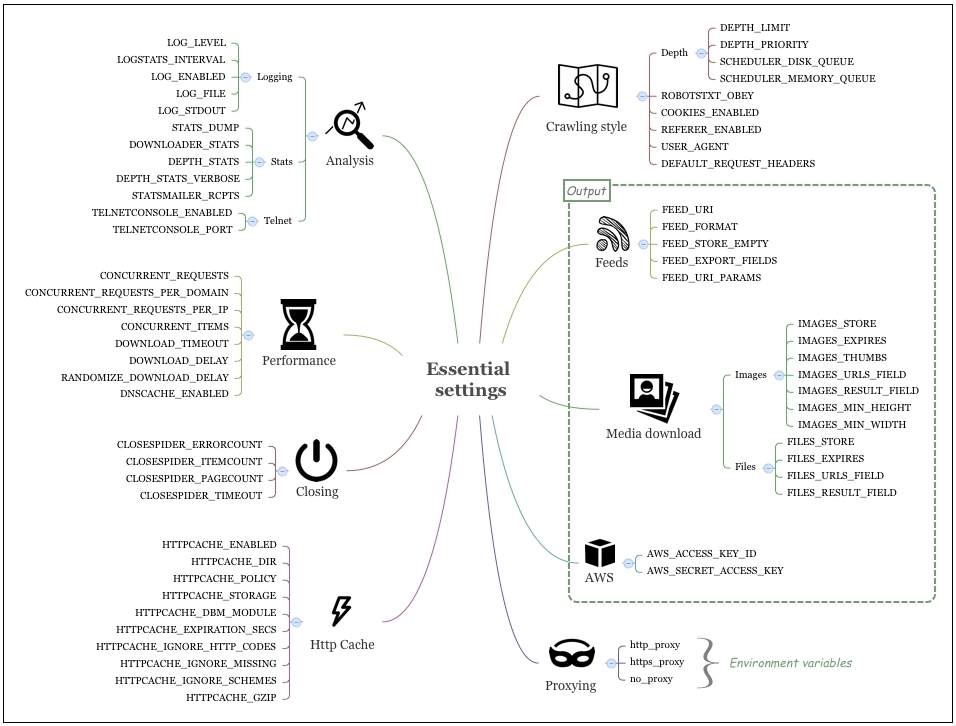 Essential
settings
Analysis
Logging
LOG_LEVEL
LOGSTATS_INTERVAL
LOG_ENABLED
LOG_FILE
LOG_STDOUT
Stats
STATS_DUMP
DOWNLOADER_STATS
DEPTH_STATS
DEPTH_STATS_VERBOSE
STATSMAILER_RCPTS
Telnet
TELNETCONSOLE_ENABLED
TELNETCONSOLE_PORT
Performance
CONCURRENT_REQUESTS
CONCURRENT_REQUESTS_PER_DOMAIN
CONCURRENT_REQUESTS_PER_IP
CONCURRENT_ITEMS
DOWNLOAD_TIMEOUT
DOWNLOAD_DELAY
RANDOMIZE_DOWNLOAD_DELAY
DNSCACHE_ENABLED
Closing
CLOSESPIDER_ERRORCOUNT
CLOSESPIDER_ITEMCOUNT
CLOSESPIDER_PAGECOUNT
CLOSESPIDER_TIMEOUT
Http Cache
HTTPCACHE_ENABLED
HTTPCACHE_DIR
HTTPCACHE_POLICY
HTTPCACHE_STORAGE
HTTPCACHE_DBM_MODULE
HTTPCACHE_EXPIRATION_SECS
HTTPCACHE_IGNORE_HTTP_CODES
HTTPCACHE_IGNORE_MISSING
HTTPCACHE_IGNORE_SCHEMES
HTTPCACHE_GZIP
Crawling style
Depth
DEPTH_LIMIT
DEPTH_PRIORITY
SCHEDULER_DISK_QUEUE
SCHEDULER_MEMORY_QUEUE
ROBOTSTXT_OBEY
COOKIES_ENABLED
REFERER_ENABLED
USER_AGENT
DEFAULT_REQUEST_HEADERS
Output
Feeds
FEED_URI
FEED_FORMAT
FEED_STORE_EMPTY
FEED_EXPORT_FIELDS
FEED_URI_PARAMS
Media download
Images
IMAGES_STORE
IMAGES_EXPIRES
IMAGES_THUMBS
IMAGES_URLS_FIELD
IMAGES_RESULT_FIELD
IMAGES_MIN_HEIGHT
IMAGES_MIN_WIDTH
Files
FILES_STORE
FILES_EXPIRES
FILES_URLS_FIELD
FILES_RESULT_FIELD
AWS
AWS_ACCESS_KEY_ID
AWS_SECRET_ACCESS_KEY
Proxying
http_proxy
https_proxy
no_proxy
Environment variables